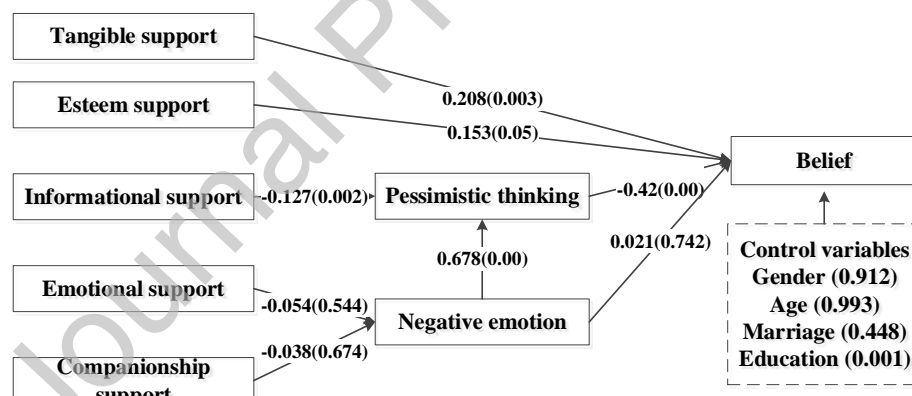 Tangible support
0.208(0.003)
Esteem support
0.153(0.05)
Belief
Informational support
-0.127(0.002)
Pessimistic thinking
-0.42(0.00)
0.021(0.742)
0.678(0.00)
Control variables
Gender (0.912)
Age (0.993)
Marriage (0.448)
Education (0.001)
Emotional support
-0.054(0.544)
Negative emotion
-0.038(0.674)
Companionship
support
Journal